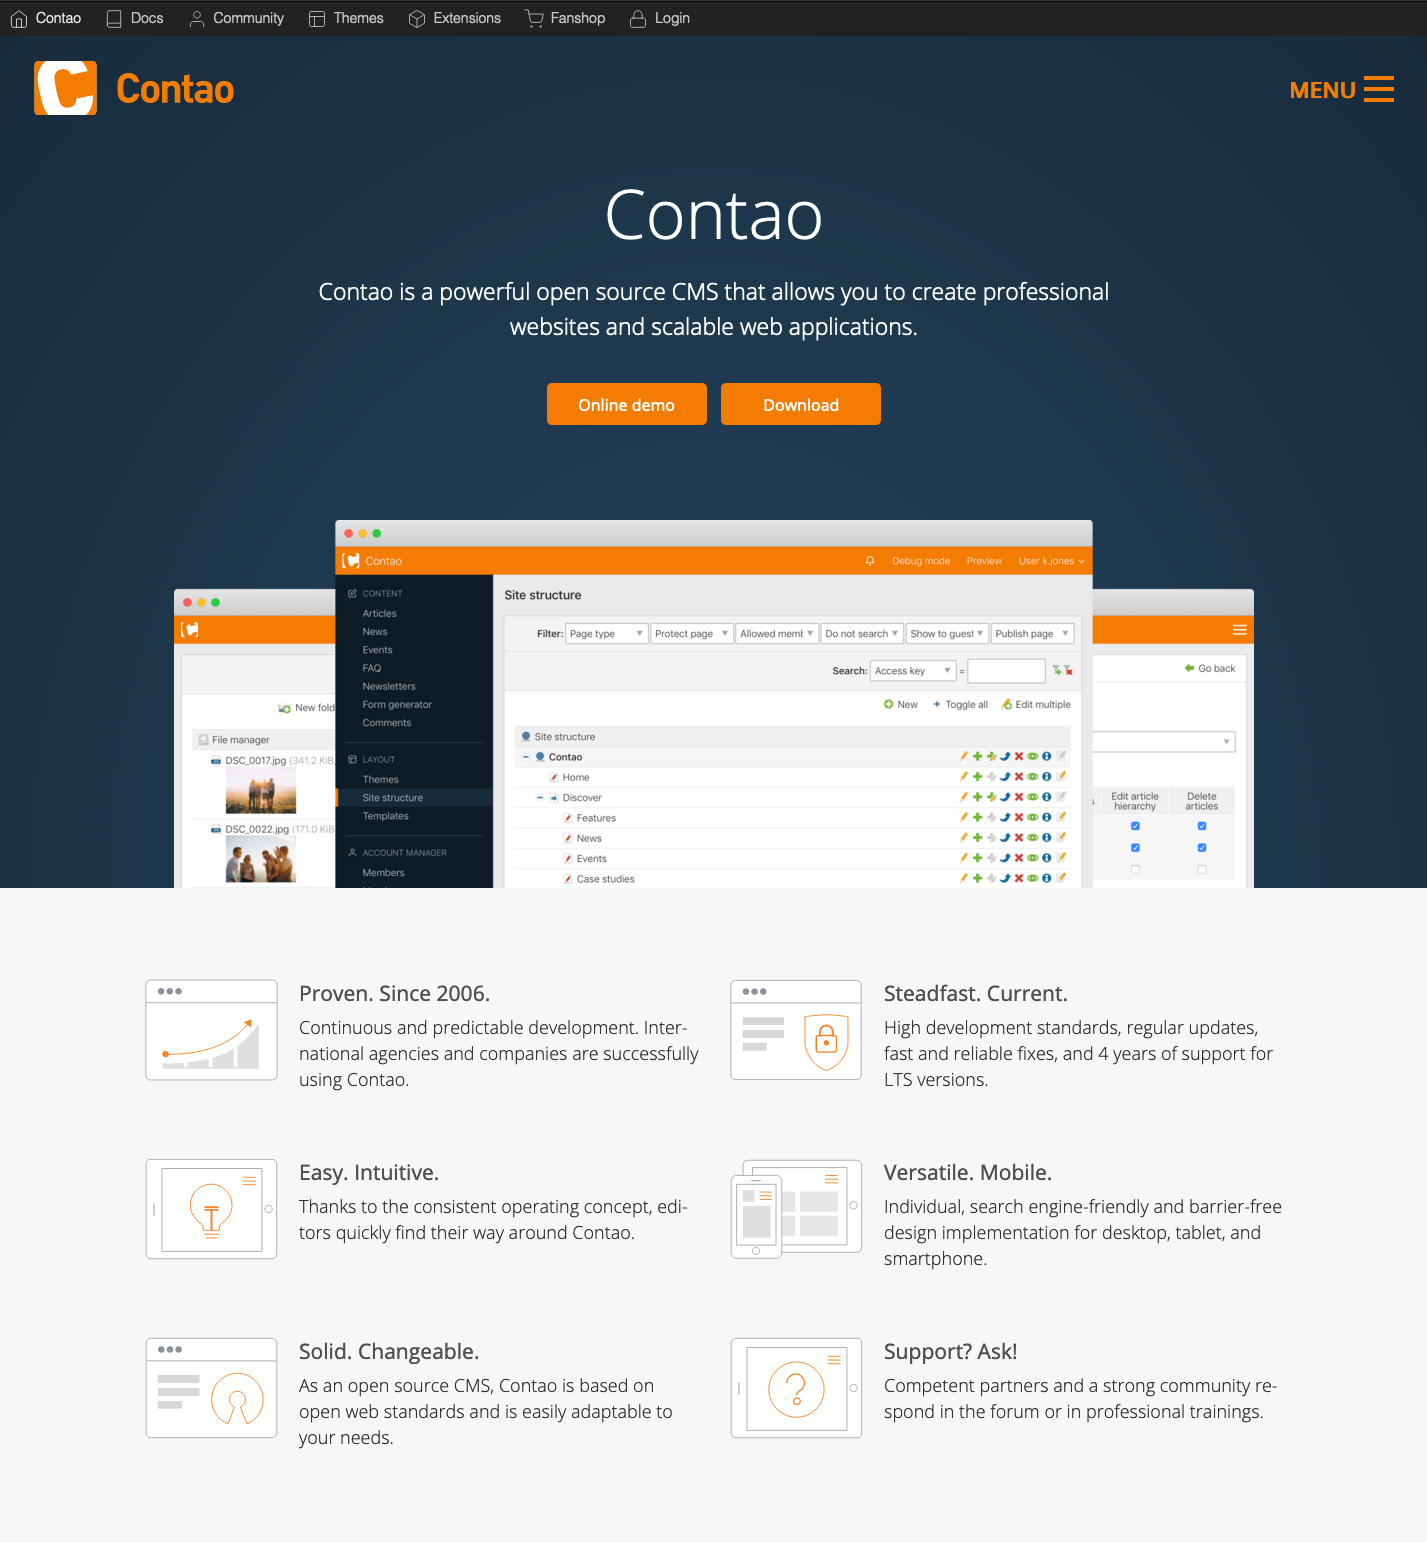 Contao
Docs
Community
Themes
Extensions
Fanshop
Login
Contao
MENU
Contao
Contao is a powerful open source CMS that allows you to create professional
websites and scalable web applications.
Online demo
Download
Contao
Debug mode
Preview
User k.jones
CONTENT
Articles
News
Events
FAQ
Newsletters
Form generator
Comments
LAYOUT
Themes
Site structure
Templates
ACCOUNT MANAGER
Members
Site structure
Filter:
Page type
Protect page
Allowed memt
Do not search
Show to guest
Publish page
Search:
Access key
=
New
Toggle all
Edit multiple
Site structure
Contao
Home
Discover
Features
News
Events
Case studies
New fold
File manager
DSC_0017.jpg (341.2 KiB,
DSC_0022.jpg (171.0 KiB
Go back
Edit article
hierarchy
Delete
articles
Proven. Since 2006.
Continuous and predictable development. Inter-
national agencies and companies are successfully
using Contao.
Steadfast. Current.
High development standards, regular updates,
fast and reliable fixes, and 4 years of support for
LTS versions.
Easy. Intuitive.
Thanks to the consistent operating concept, edi-
tors quickly find their way around Contao.
Versatile. Mobile.
Individual, search engine-friendly and barrier-free
design implementation for desktop, tablet, and
smartphone.
Solid. Changeable.
As an open source CMS, Contao is based on
open web standards and is easily adaptable to
your needs.
Support? Ask!
Competent partners and a strong community re-
spond in the forum or in professional trainings.